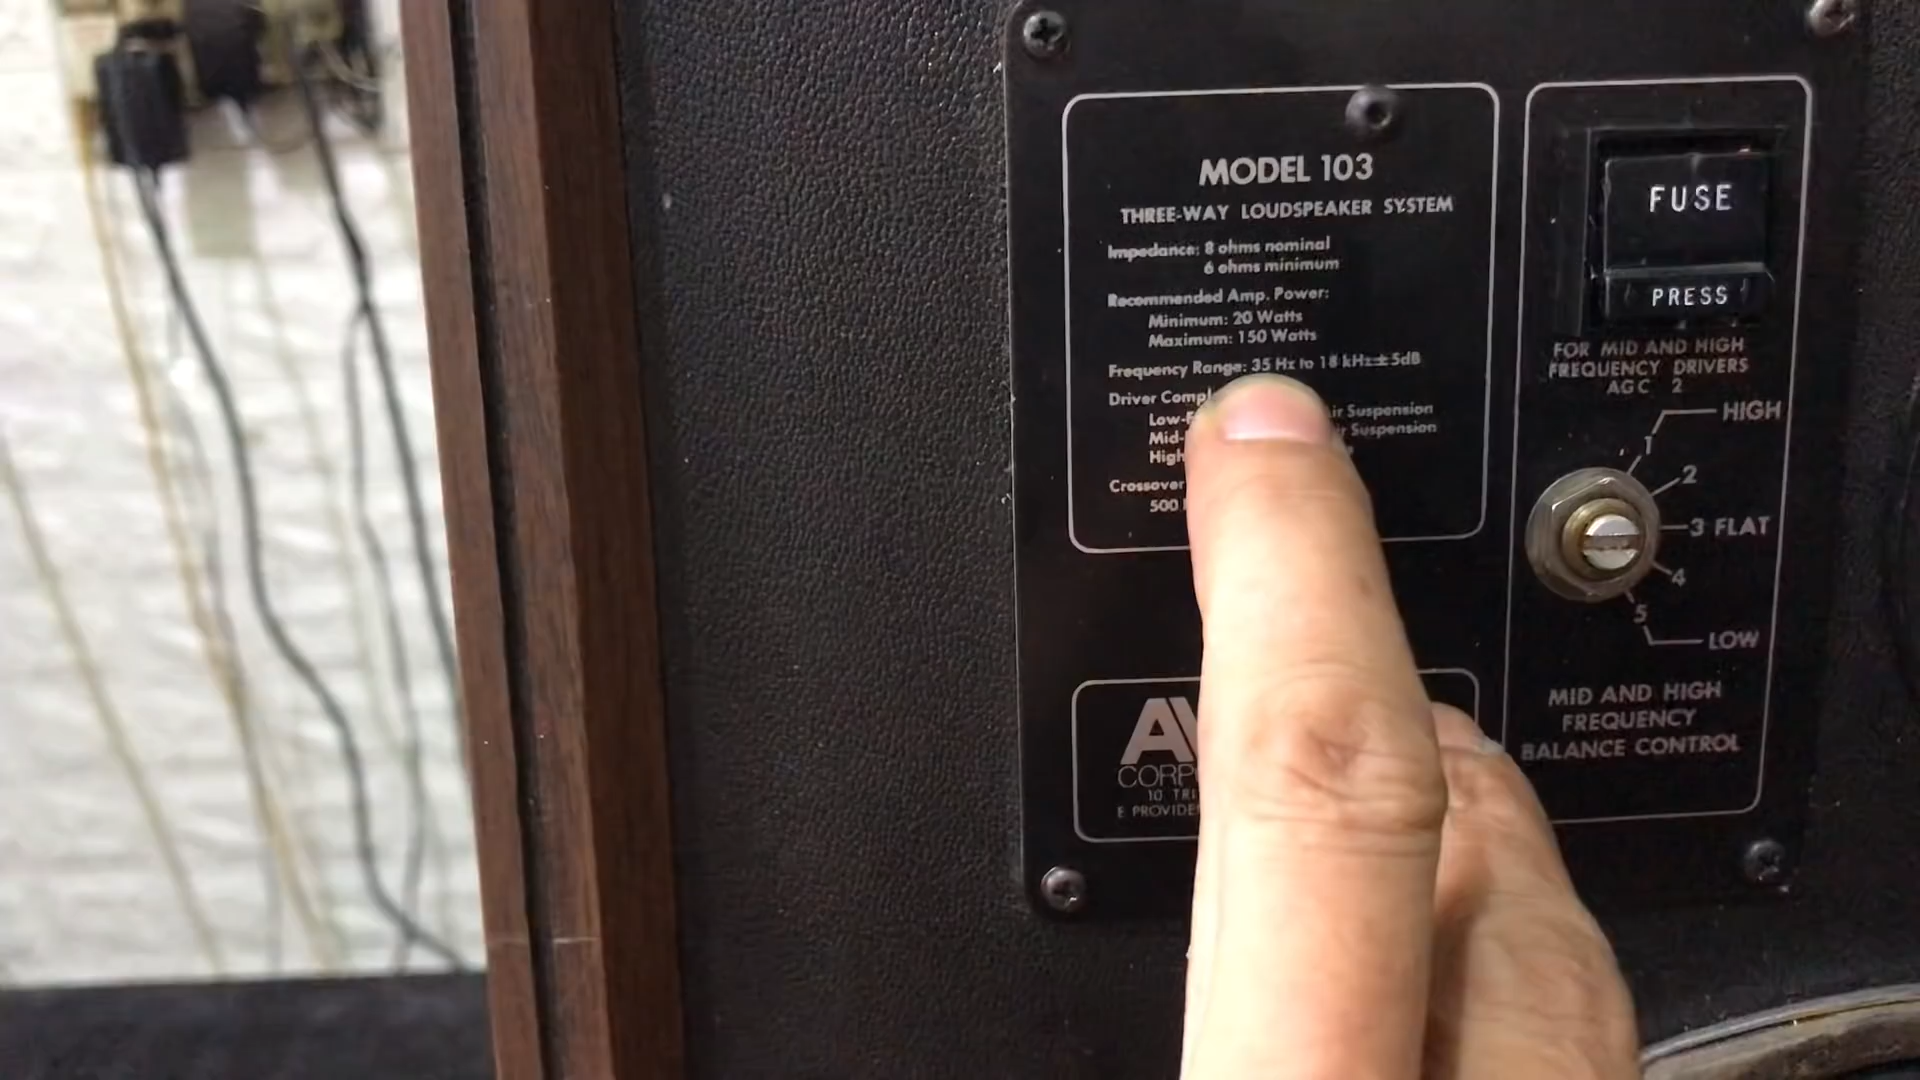 MODEL 103
THREE-WAY LOUDSPEAKER SYSTEM
Impedance: 8 ohms nominal
6 ohms minimum
Recommended Amp. Power:
Minimum: 20 Watts
Maximum: 150 Watts
Frequency Range: 35 Hz to 18 kHz±5dB
Driver
Air Suspension
Air Suspension
High
Crossover
500
10
E PROVIDE
FUSE
PRESS
FOR MID AND HIGH
FREQUENCY DRIVERS
AGC 2
HIGH
1
2
3 FLAT
4
5
LOW
MID AND HIGH
FREQUENCY
BALANCE CONTROL